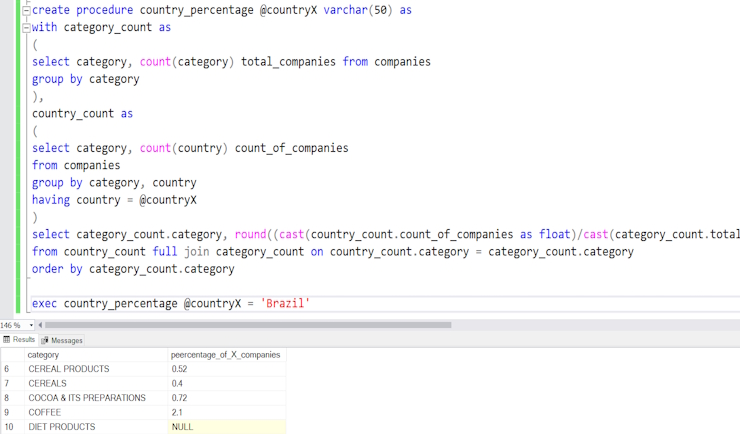 create procedure country_percentage @countryX varchar(50) as
with category_count as
(
select category, count(category) total_companies from companies
group by category
),
country_count as
(
select category, count(country) count_of_companies
from companies
group by category, country
having country = @countryX
)
select category_count.category, round((cast(country_count.count_of_companies as float)/cast(category_count.total
from country_count full join category_count on country_count.category = category_count.category
order by category_count.category
exec country_percentage @countryX = 'Brazil'
146 %
Results Messages
category peercentage_of_X_companies
6 CEREAL PRODUCTS 0.52
7 CEREALS 0.4
8 COCOA & ITS PREPARATIONS 0.72
9 COFFEE 2.1
10 DIET PRODUCTS NULL